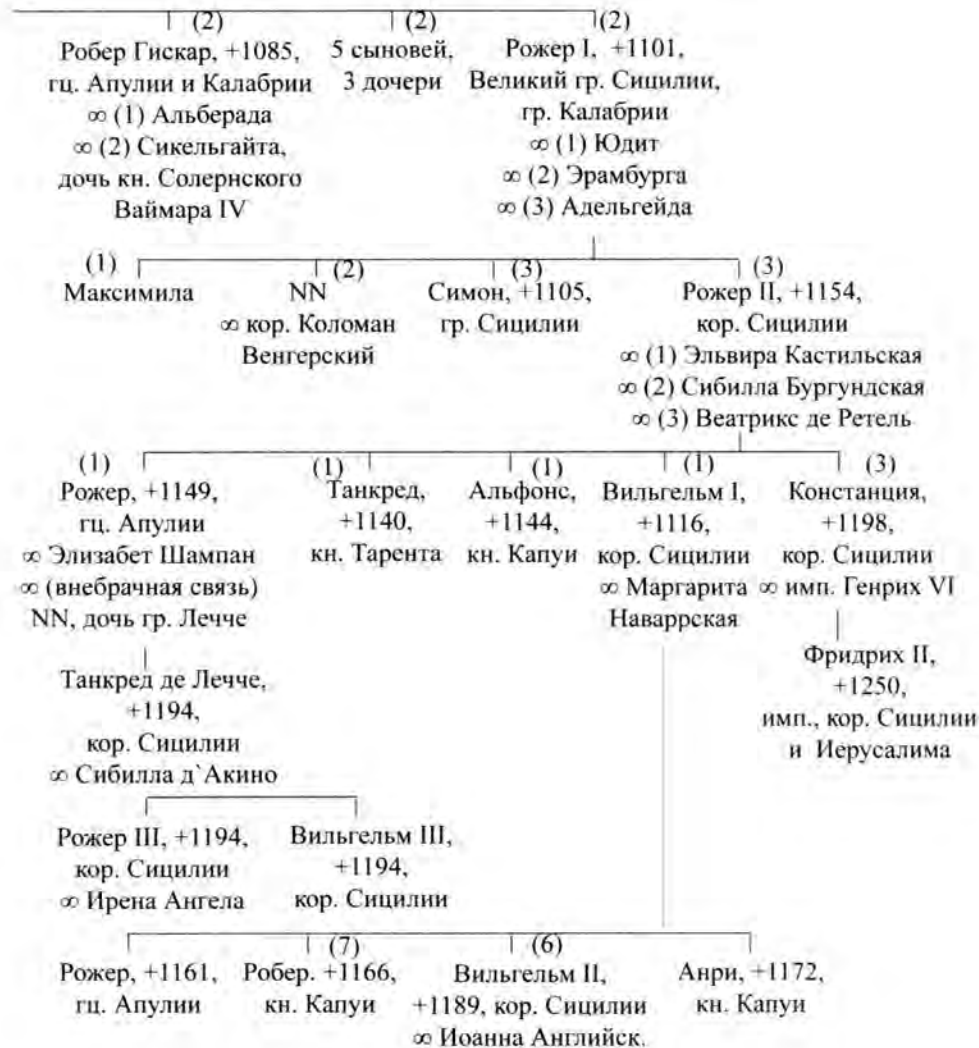 (2) (2) (2)
Робер Гискар, +1085,
гц. Апулии и Калабрии
∞ (1) Альберада
∞ (2) Сикельгайта,
дочь кн. Солернского
Ваймара IV
5 сыновей,
3 дочери
Рожер I, +1101,
Великий гр. Сицилии,
гр. Калабрии
∞ (1) Юдит
∞ (2) Эрамбурга
∞ (3) Адельгейда
(1)
Максимила
(2)
NN
∞ кор. Коломан
Венгерский
(3)
Симон, +1105,
гр. Сицилии
(3)
Рожер II, +1154,
кор. Сицилии
∞ (1) Эльвира Кастильская
∞ (2) Сибилла Бургундская
∞ (3) Веатрикс де Ретель
(1)
Рожер, +1149,
гц. Апулии
∞ Элизабет Шампан
∞ (внебрачная связь)
NN, дочь гр. Лечче
(1)
Танкред,
+1140,
кн. Тарента
(1)
Альфонс,
+1144,
кн. Капуи
(1)
Вильгельм I,
+1116,
кор. Сицилии
∞ Маргарита
Наваррская
(3)
Констанция,
+1198,
кор. Сицилии
∞ имп. Генрих VI
Фридрих II,
+1250,
имп., кор. Сицилии
и Иерусалима
Танкред де Лечче,
+1194,
кор. Сицилии
∞ Сибилла д`Акино
Рожер III, +1194,
кор. Сицилии
∞ Ирена Ангела
Вильгельм III,
+1194,
кор. Сицилии
Рожер, +1161,
гц. Апулии
(7)
Робер. +1166,
кн. Капуи
(6)
Вильгельм II,
+1189, кор. Сицилии
∞ Иоанна Английск.
Анри, +1172,
кн. Капуи